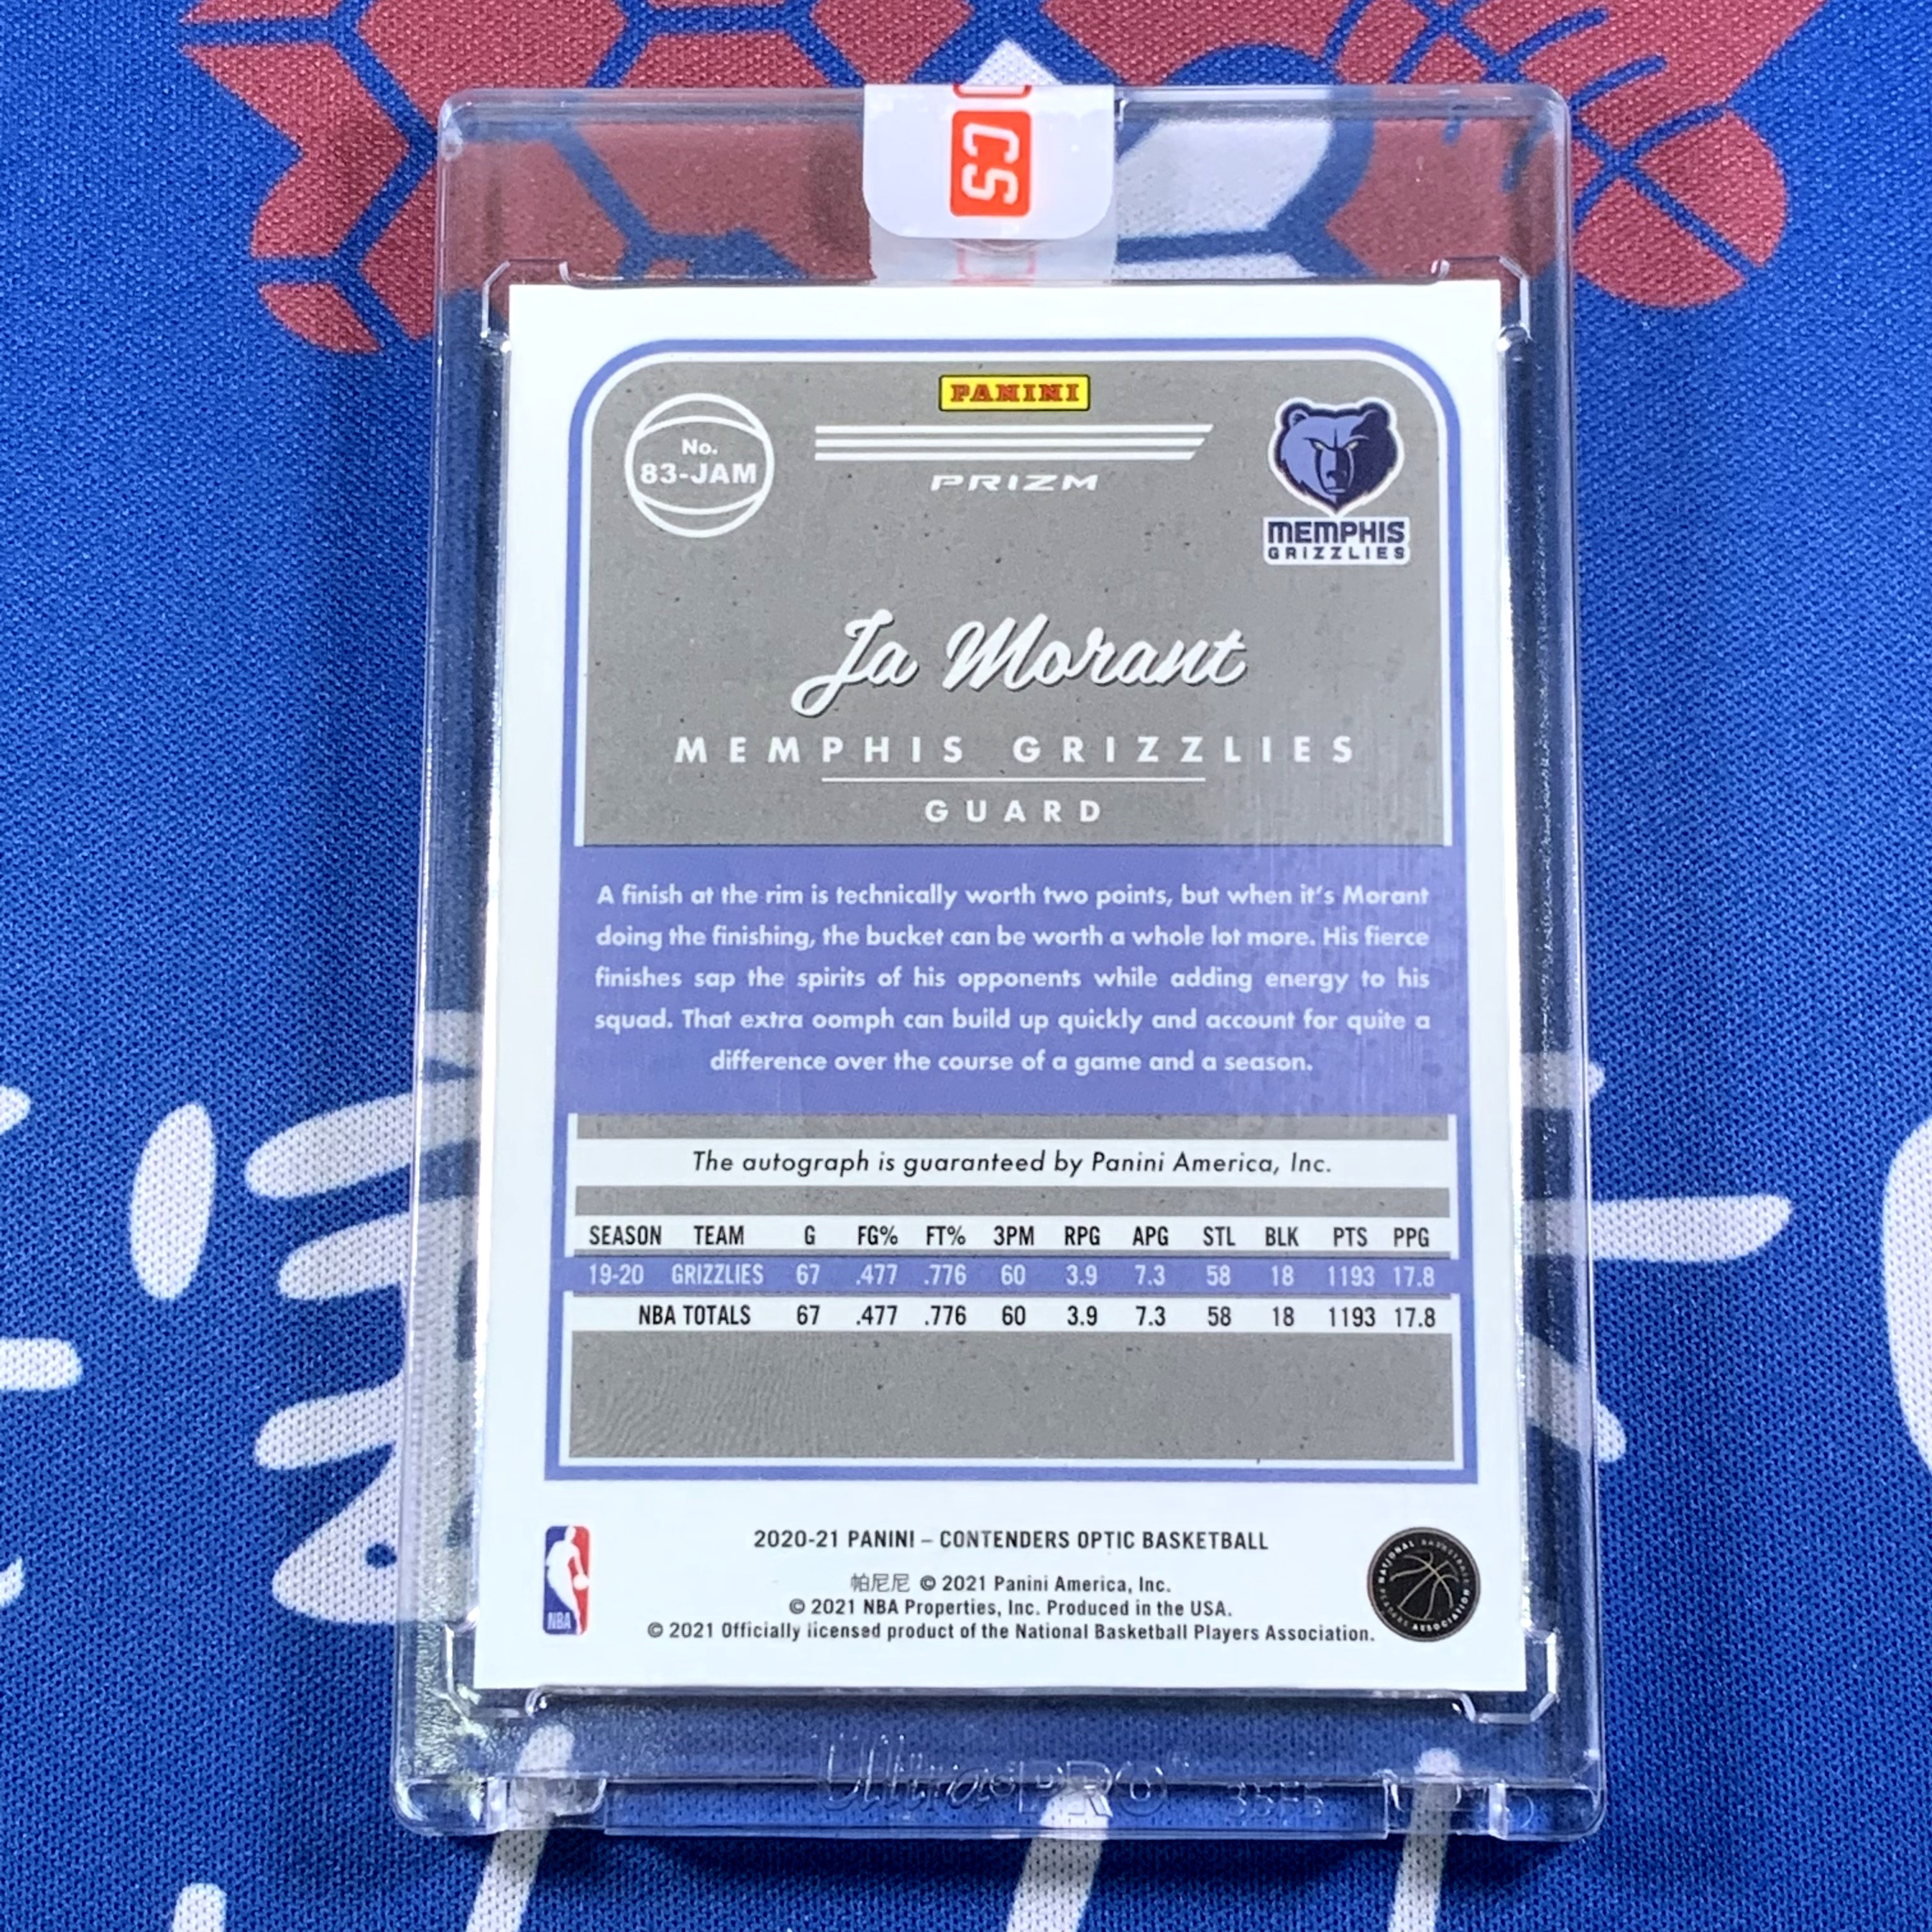 CS
PANINI
No.
83-JAM
PRIZM
MEMPHIS
GRIZZLIES
Ja Morant
MEMPHIS GRIZZLIES
GUARD
A finish at the rim is technically worth two points, but when it's Morant
doing the finishing, the bucket can be worth a whole lot more. His fierce
finishes sap the spirits of his opponents while adding energy to his
squad. That extra oomph can build up quickly and account for quite a
difference over the course of a game and a season.
The autograph is guaranteed by Panini America, Inc.
SEASON TEAM G FG% FT% 3PM RPG APG STL BLK PTS PPG
19-20 GRIZZLIES 67 .477 .776 60 3.9 7.3 58 18 1193 17.8
NBA TOTALS 67 .477 .776 60 3.9 7.3 58 18 1193 17.8
2020-21 PANINI – CONTENDERS OPTIC BASKETBALL
帕尼尼 © 2021 Panini America, Inc.
© 2021 NBA Properties, Inc. Produced in the USA.
© 2021 Officially licensed product of the National Basketball Players Association.
NBA
NATIONAL BASKETBALL
PLAYERS ASSOCIATION
UltraPRO